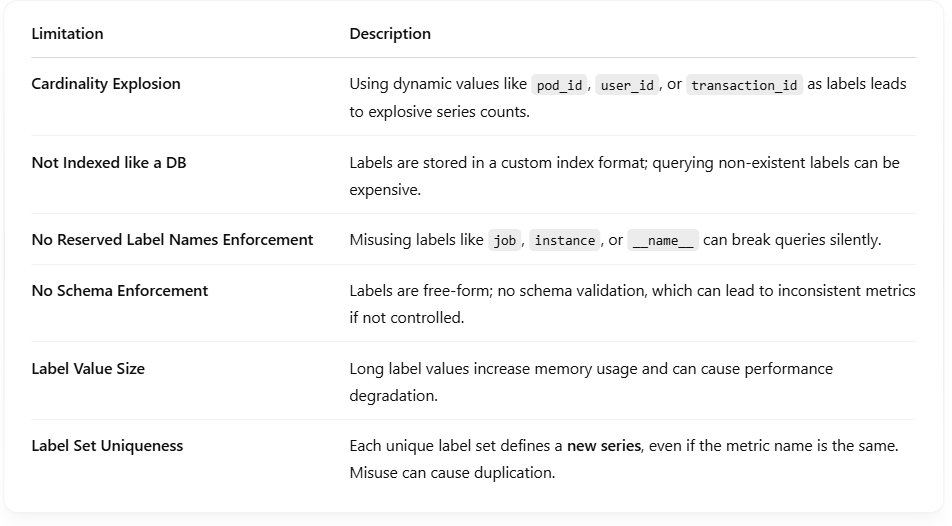 Limitation Description
Cardinality Explosion Using dynamic values like pod_id, user_id, or transaction_id as labels leads
to explosive series counts.
Not Indexed like a DB Labels are stored in a custom index format; querying non-existent labels can be
expensive.
No Reserved Label Names Enforcement Misusing labels like job, instance, or __name__ can break queries silently.
No Schema Enforcement Labels are free-form; no schema validation, which can lead to inconsistent metrics
if not controlled.
Label Value Size Long label values increase memory usage and can cause performance
degradation.
Label Set Uniqueness Each unique label set defines a new series, even if the metric name is the same.
Misuse can cause duplication.